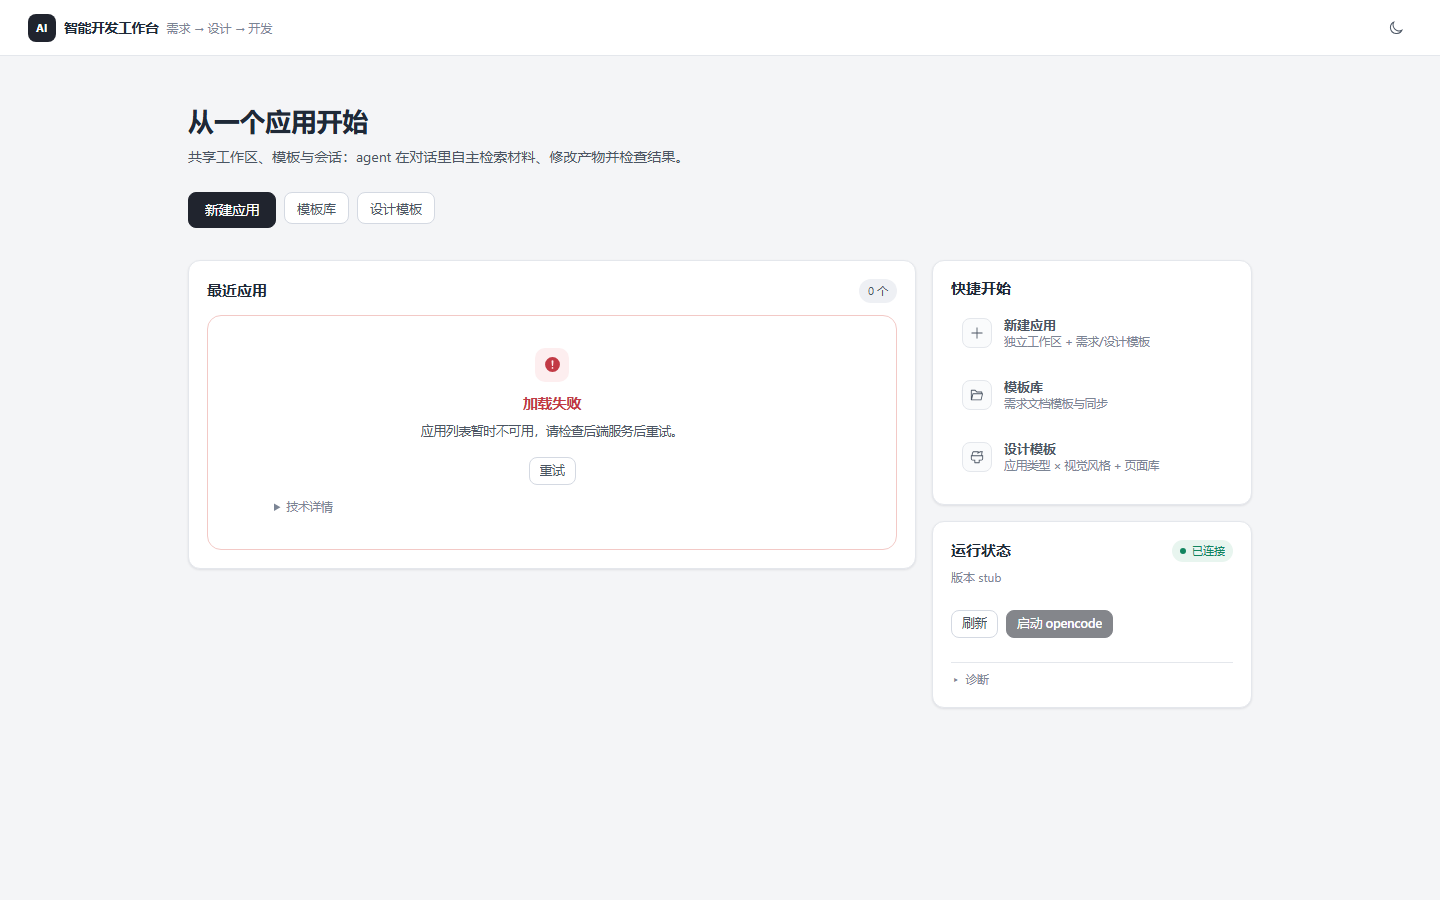 AI 智能开发工作台 需求 → 设计 → 开发
从一个应用开始
共享工作区、模板与会话：agent 在对话里自主检索材料、修改产物并检查结果。
新建应用 模板库 设计模板
最近应用 0 个
加载失败
应用列表暂时不可用，请检查后端服务后重试。
重试
技术详情
快捷开始
新建应用
独立工作区 + 需求/设计模板
模板库
需求文档模板与同步
设计模板
应用类型 × 视觉风格 + 页面库
运行状态 已连接
版本 stub
刷新 启动 opencode
诊断